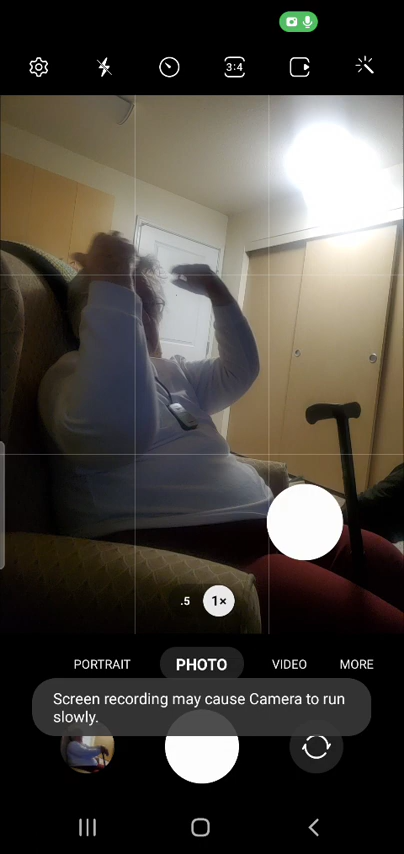 3:4
.5
1×
PORTRAIT
PHOTO
VIDEO
MORE
Screen recording may cause Camera to run
slowly.